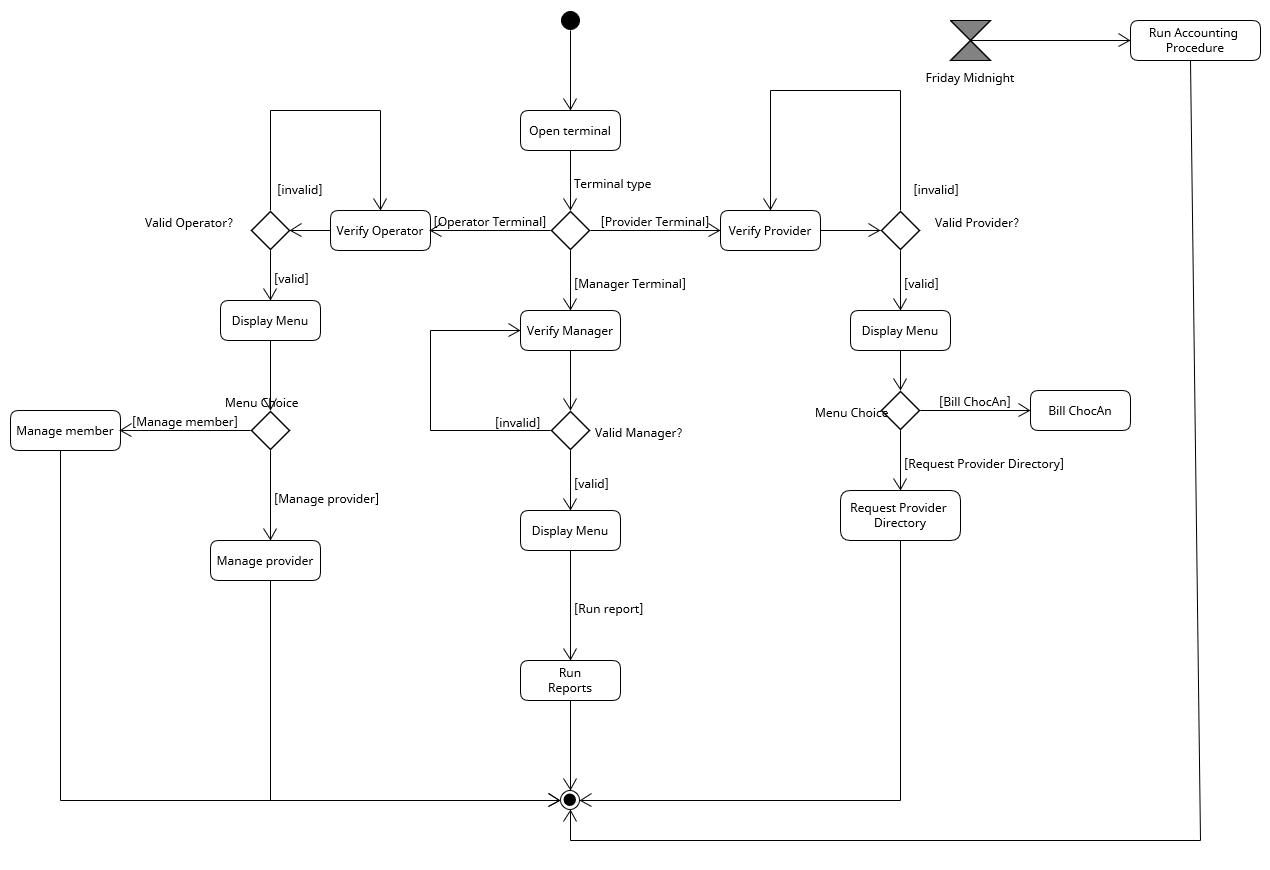 Run Accounting
Procedure
Friday Midnight
Open terminal
Terminal type
[invalid]
[invalid]
Valid Operator?
Verify Operator
[Operator Terminal]
[Provider Terminal]
Verify Provider
Valid Provider?
[valid]
[Manager Terminal]
[valid]
Display Menu
Verify Manager
Display Menu
Menu Choice
[Manage member]
Manage member
[invalid]
Valid Manager?
Menu Choice
[Bill ChocAn]
Bill ChocAn
[Request Provider Directory]
[Manage provider]
[valid]
Request Provider
Directory
Display Menu
Manage provider
[Run report]
Run
Reports